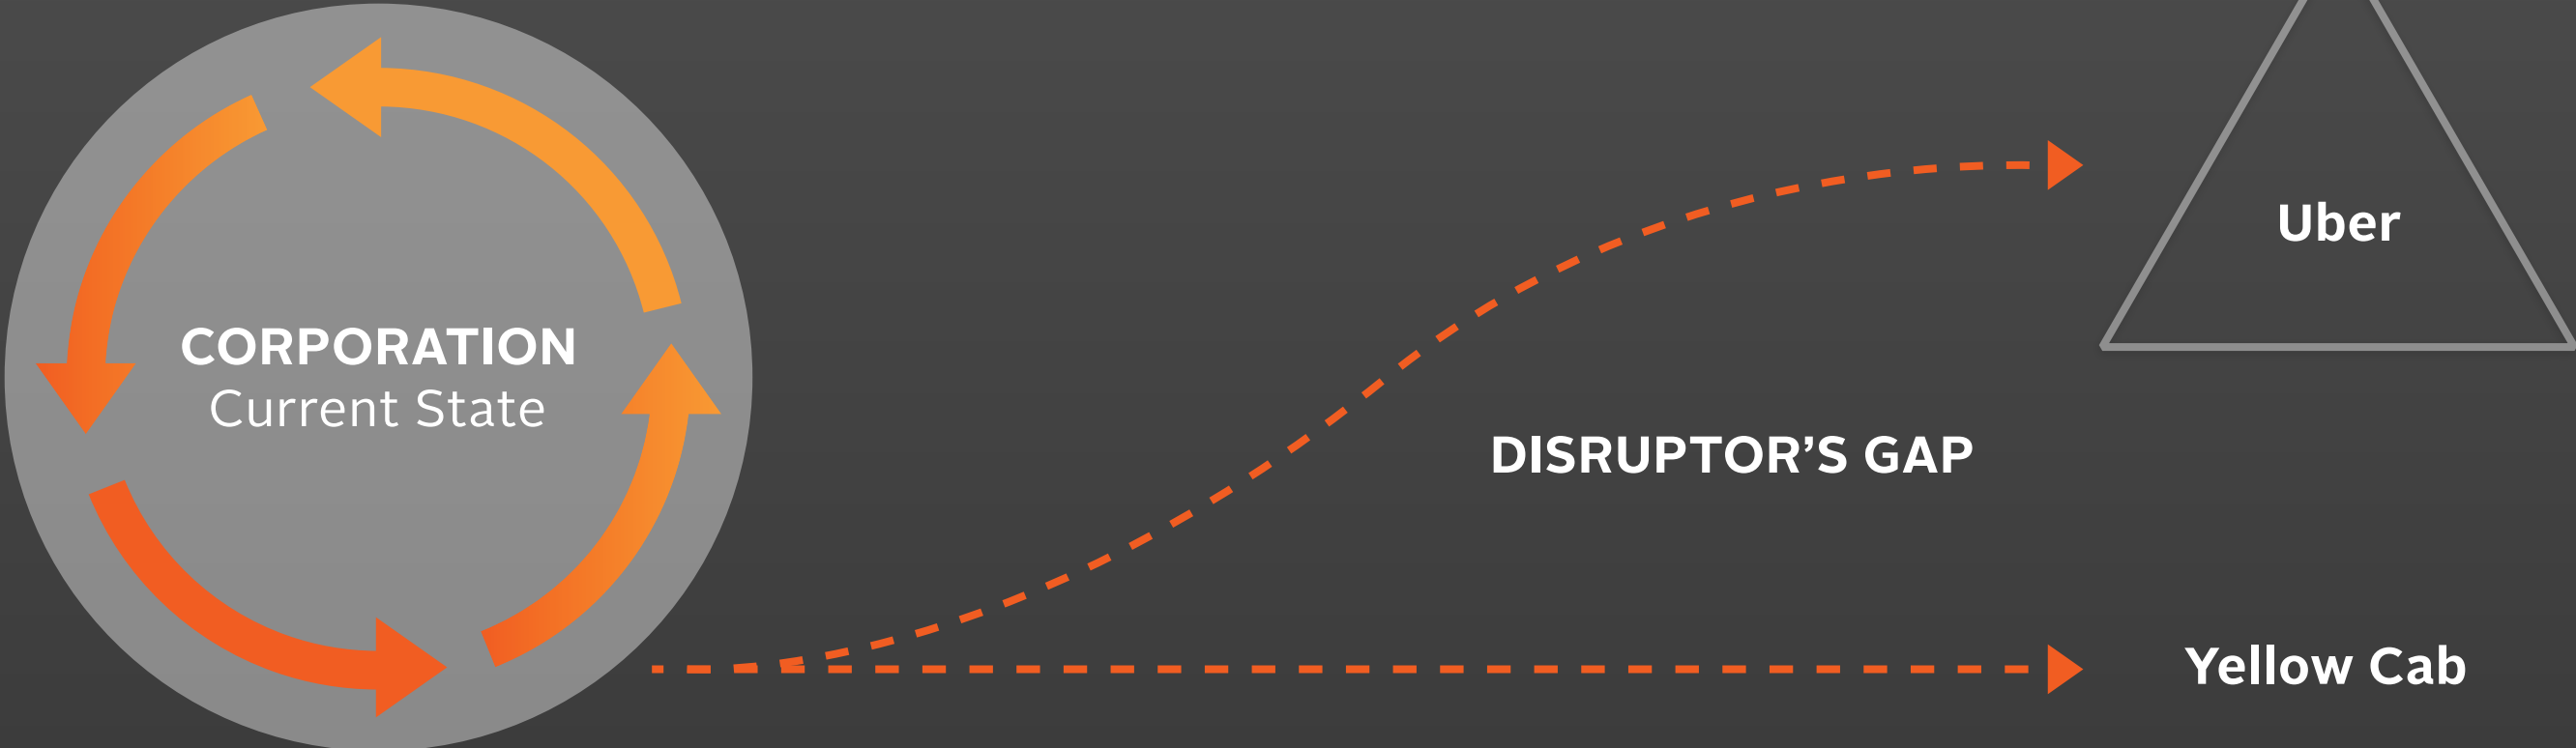 CORPORATION
Current State
Uber
DISRUPTOR’S GAP
Yellow Cab